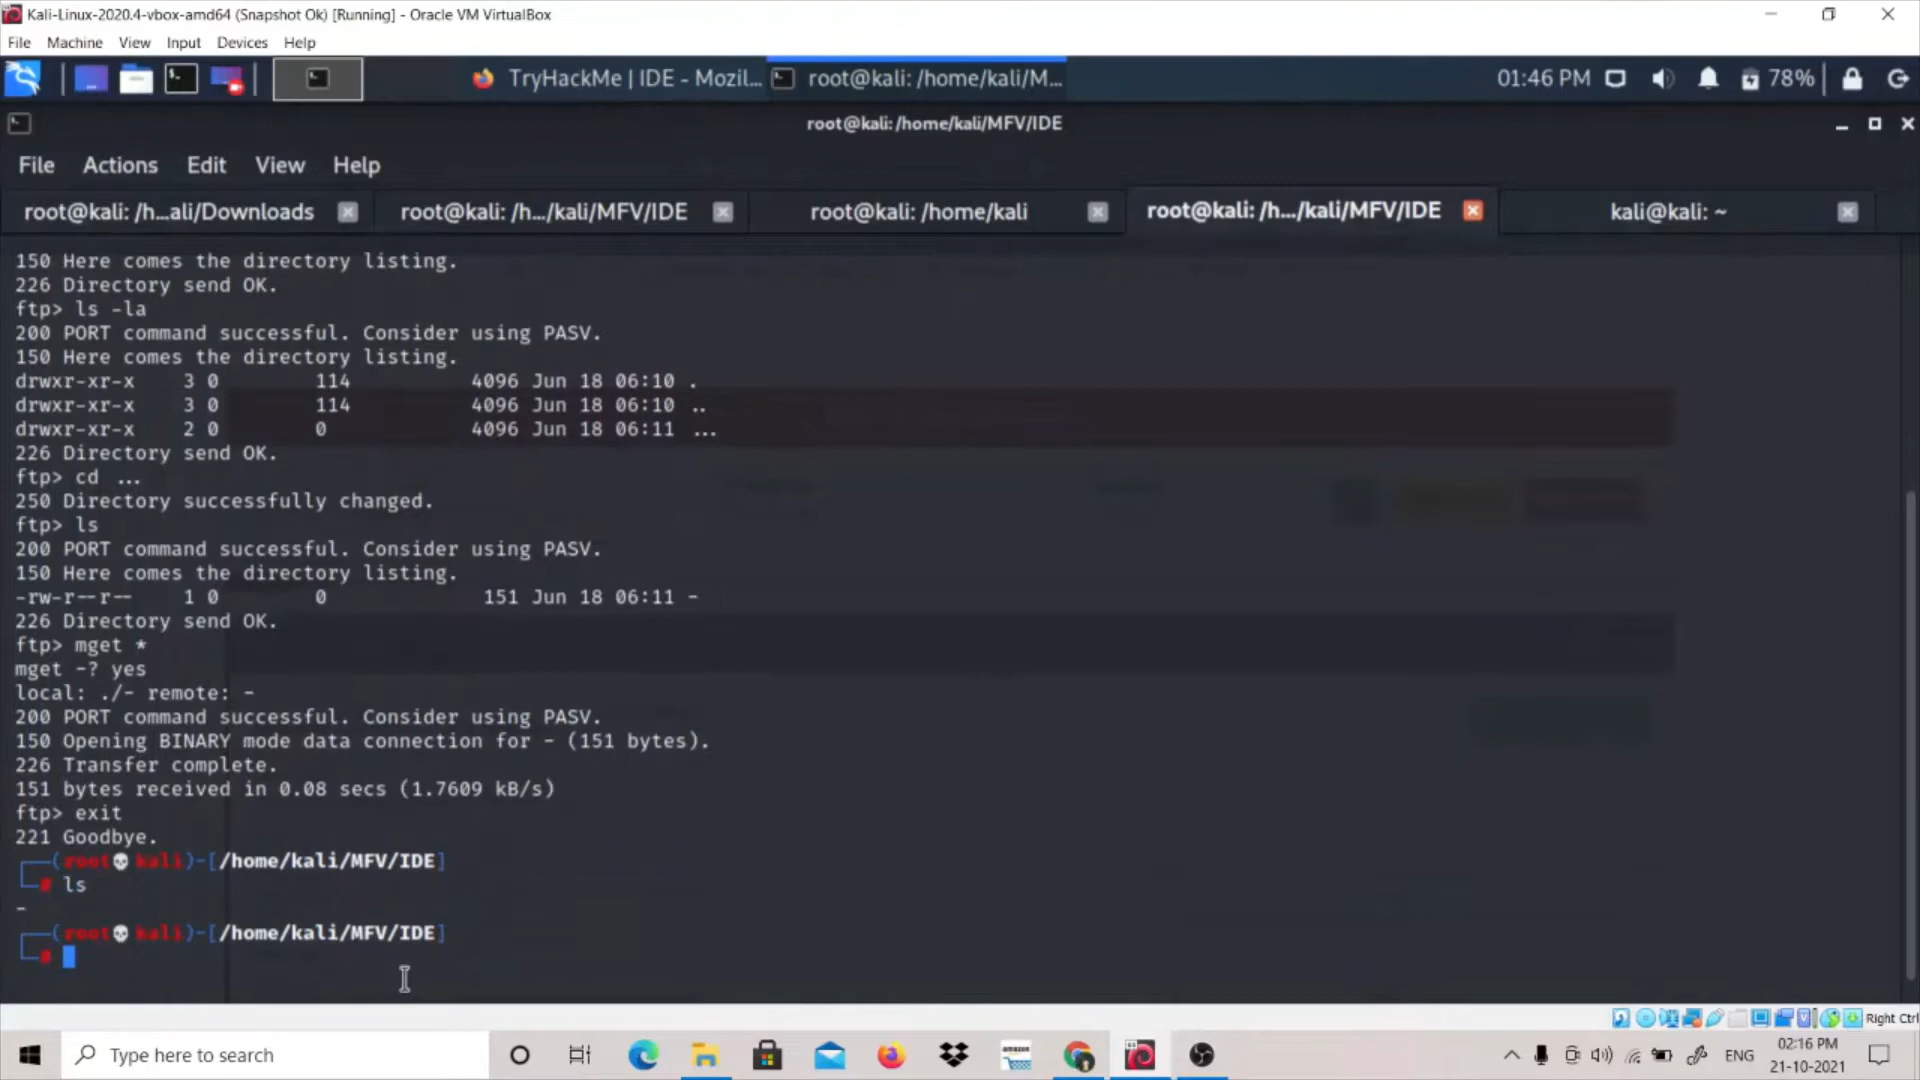 Kali-Linux-2020.4-vbox-amd64 (Snapshot Ok) [Running] - Oracle VM VirtualBox
File Machine View Input Devices Help
TryHackMe | IDE - Mozil... root@kali: /home/kali/M... 01:46 PM 78%
root@kali:/home/kali/MFV/IDE
File Actions Edit View Help
root@kali: /h...ali/Downloads root@kali: /h.../kali/MFV/IDE root@kali: /home/kali root@kali: /h.../kali/MFV/IDE kali@kali: ~
150 Here comes the directory listing.
226 Directory send OK.
ftp> ls -la
200 PORT command successful. Consider using PASV.
150 Here comes the directory listing.
drwxr-xr-x 3 0 114 4096 Jun 18 06:10 .
drwxr-xr-x 3 0 114 4096 Jun 18 06:10 ..
drwxr-xr-x 2 0 0 4096 Jun 18 06:11 ...
226 Directory send OK.
ftp> cd ...
250 Directory successfully changed.
ftp> ls
200 PORT command successful. Consider using PASV.
150 Here comes the directory listing.
-rw-r--r-- 1 0 0 151 Jun 18 06:11 -
226 Directory send OK.
ftp> mget *
mget -? yes
local: ./- remote: -
200 PORT command successful. Consider using PASV.
150 Opening BINARY mode data connection for - (151 bytes).
226 Transfer complete.
151 bytes received in 0.08 secs (1.7609 kB/s)
ftp> exit
221 Goodbye.
(root💀kali)-[/home/kali/MFV/IDE]
# ls
-
(root💀kali)-[/home/kali/MFV/IDE]
#
Right Ctrl
Type here to search amazon ENG 02:16 PM
21-10-2021